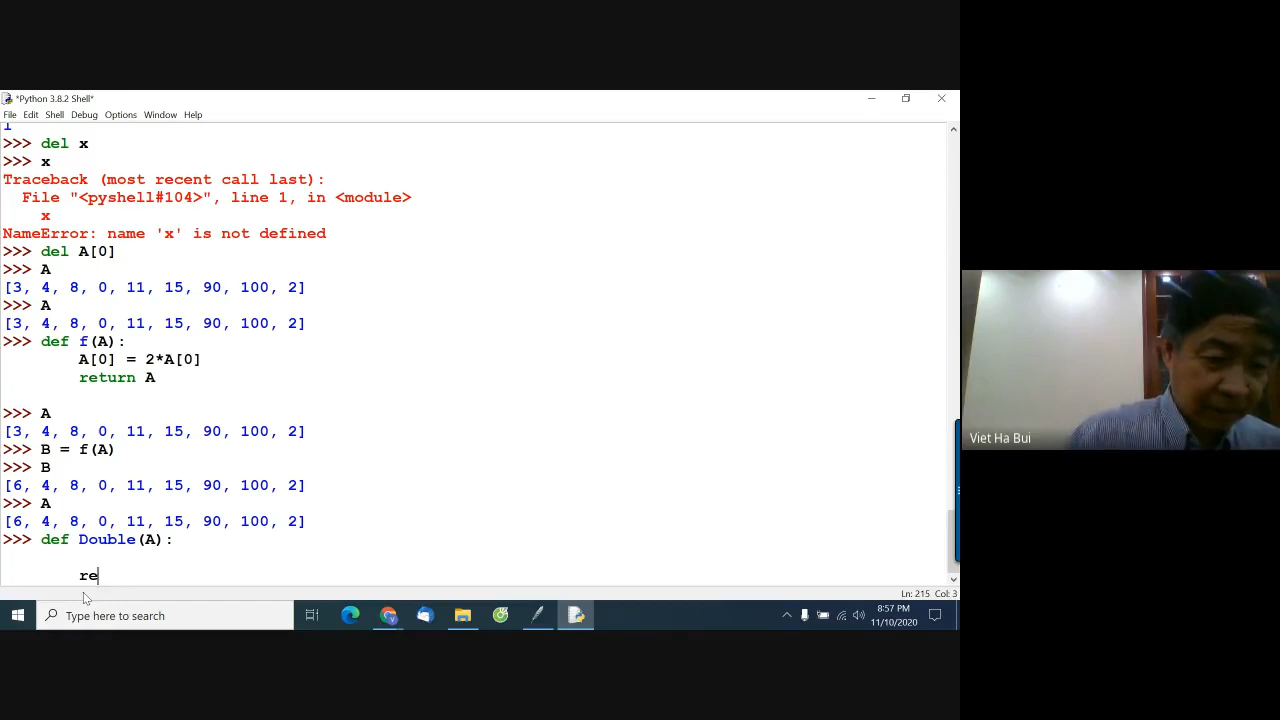 *Python 3.8.2 Shell*
File Edit Shell Debug Options Window Help
1
>>> del x
>>> x
Traceback (most recent call last):
  File "<pyshell#104>", line 1, in <module>
    x
NameError: name 'x' is not defined
>>> del A[0]
>>> A
[3, 4, 8, 0, 11, 15, 90, 100, 2]
>>> A
[3, 4, 8, 0, 11, 15, 90, 100, 2]
>>> def f(A):
        A[0] = 2*A[0]
        return A
>>> A
[3, 4, 8, 0, 11, 15, 90, 100, 2]
>>> B = f(A)
>>> B
[6, 4, 8, 0, 11, 15, 90, 100, 2]
>>> A
[6, 4, 8, 0, 11, 15, 90, 100, 2]
>>> def Double(A):
        re
Ln: 215 Col: 3
Type here to search
8:57 PM
11/10/2020
Viet Ha Bui